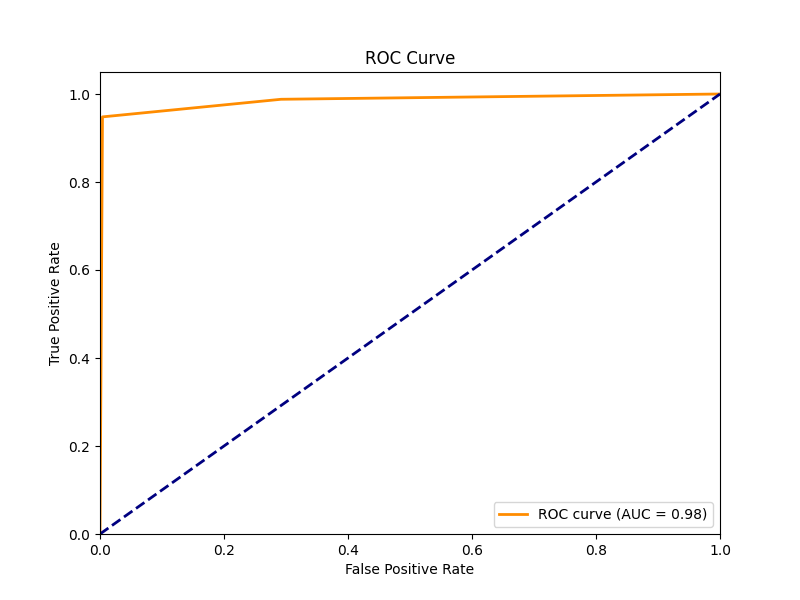 ROC Curve
1.0
0.8
0.6
0.4
0.2
0.0
True Positive Rate
ROC curve (AUC = 0.98)
0.0 0.2 0.4 0.6 0.8 1.0
False Positive Rate